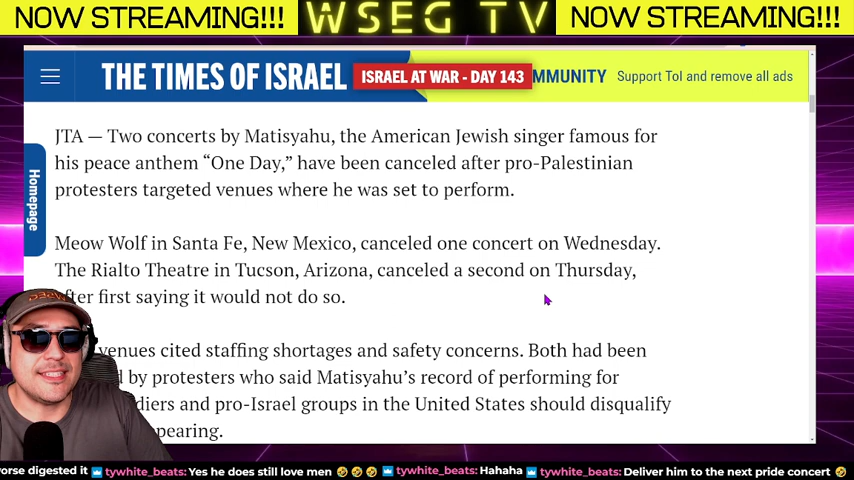 NOW STREAMING!!! WSEG TV NOW STREAMING!!!
THE TIMES OF ISRAEL ISRAEL AT WAR - DAY 143 MMUNITY Support ToI and remove all ads
Homepage
JTA — Two concerts by Matisyahu, the American Jewish singer famous for
his peace anthem “One Day,” have been canceled after pro-Palestinian
protesters targeted venues where he was set to perform.
Meow Wolf in Santa Fe, New Mexico, canceled one concert on Wednesday.
The Rialto Theatre in Tucson, Arizona, canceled a second on Thursday,
after first saying it would not do so.
venues cited staffing shortages and safety concerns. Both had been
d by protesters who said Matisyahu’s record of performing for
diers and pro-Israel groups in the United States should disqualify
pearing.
orse digested it tywhite_beats: Yes he does still love men 🤣🤣🤣 tywhite_beats: Hahaha tywhite_beats: Deliver him to the next pride concert 🤣